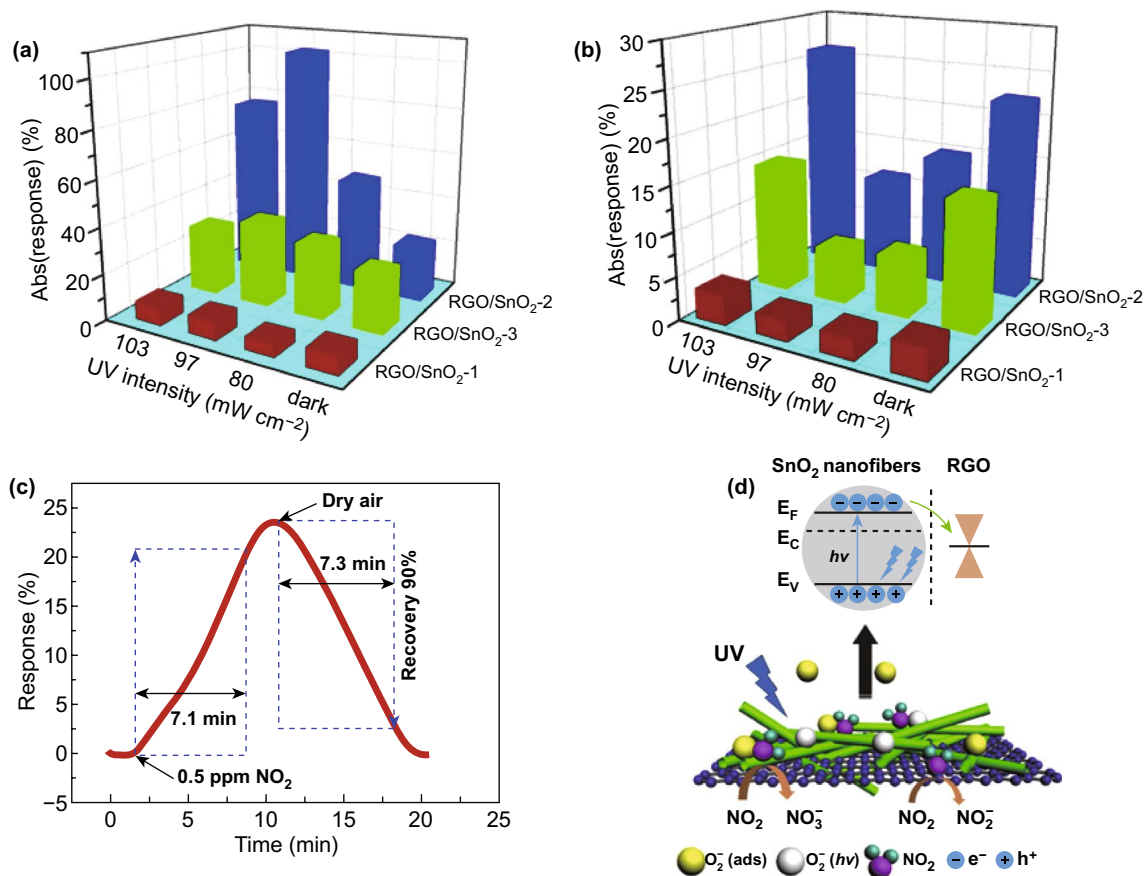 (a)
Abs(response) (%)
100
80
60
40
20
0
103
97
80
dark
UV intensity (mW cm⁻²)
RGO/SnO₂-2
RGO/SnO₂-3
RGO/SnO₂-1
(b)
Abs(response) (%)
30
25
20
15
10
5
0
103
97
80
dark
UV intensity (mW cm⁻²)
RGO/SnO₂-2
RGO/SnO₂-3
RGO/SnO₂-1
(c)
Response (%)
25
20
15
10
5
0
−5
Dry air
7.3 min
Recovery 90%
7.1 min
0.5 ppm NO₂
0 5 10 15 20 25
Time (min)
SnO₂ nanofibers RGO
(d)
E_F
E_C
hv
E_V
UV
NO₂ NO₃⁻ NO₂ NO₂⁻
O₂⁻ (ads) O₂⁻ (hv) NO₂ e⁻ h⁺